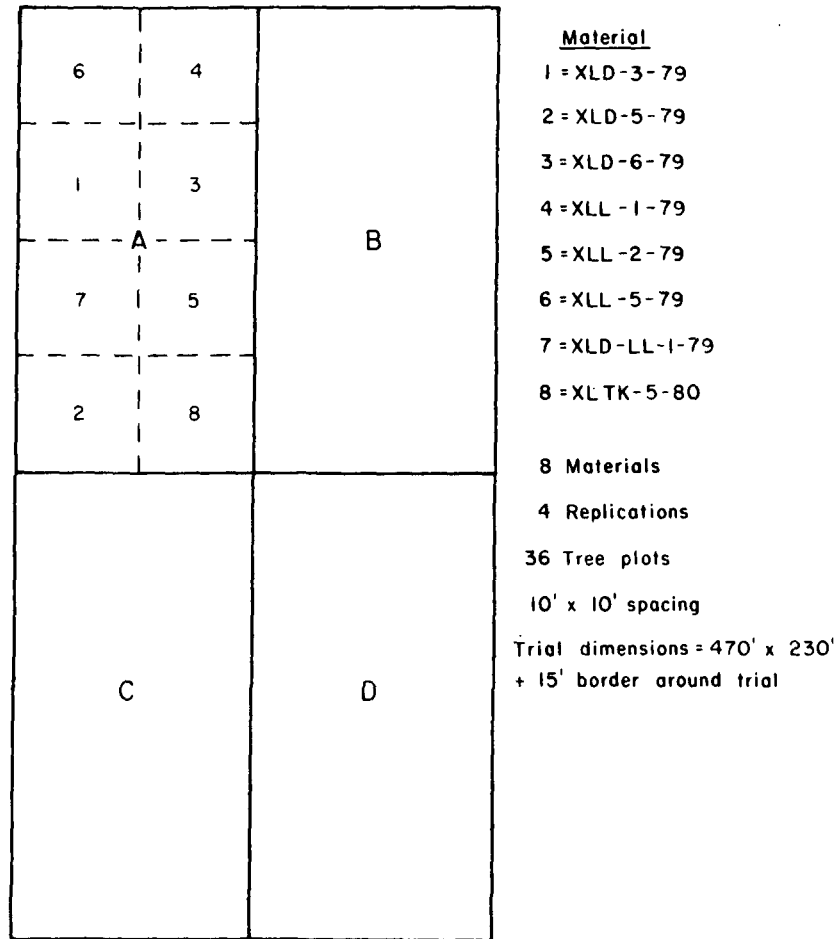 6 4
1 3
A
B
7 5
2 8
C
D
Material
1 = XLD-3-79
2 = XLD-5-79
3 = XLD-6-79
4 = XLL-1-79
5 = XLL-2-79
6 = XLL-5-79
7 = XLD-LL-1-79
8 = XLTK-5-80
8 Materials
4 Replications
36 Tree plots
10' x 10' spacing
Trial dimensions = 470' x 230'
+ 15' border around trial